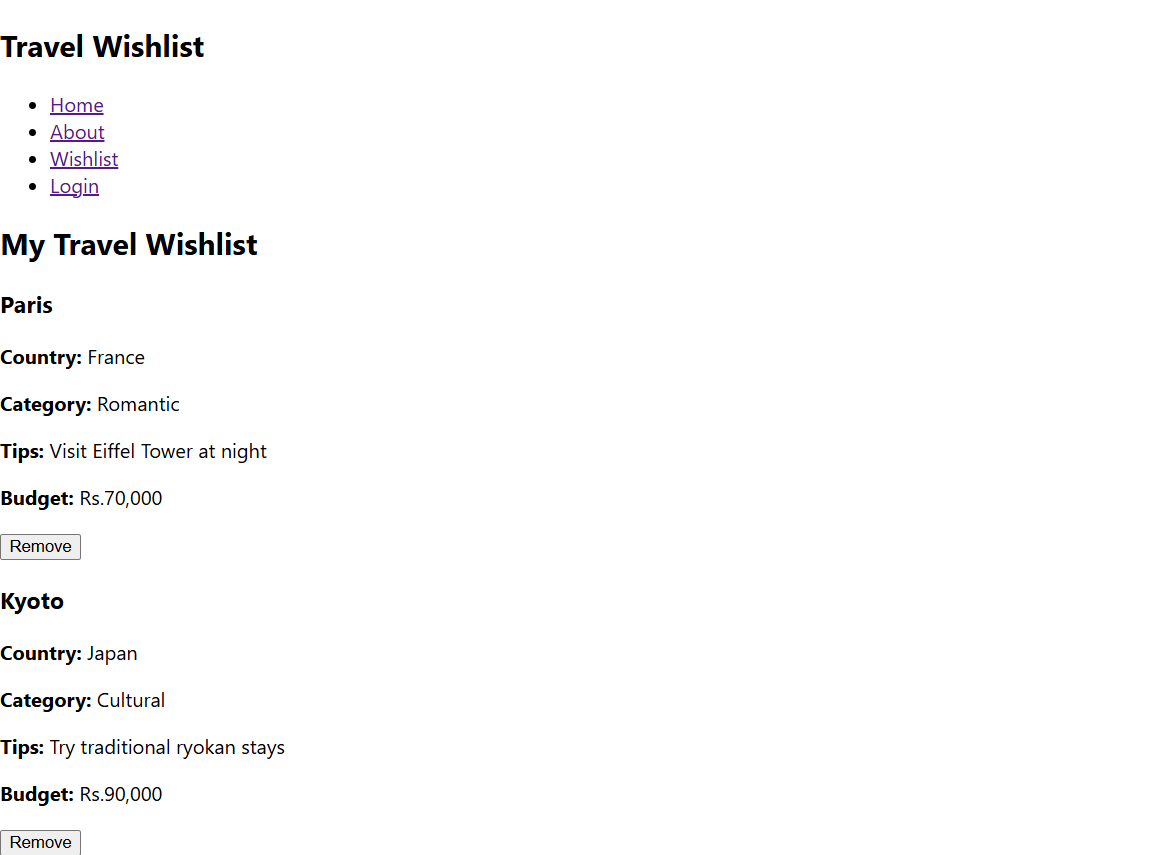 Travel Wishlist
Home
About
Wishlist
Login
My Travel Wishlist
Paris
Country: France
Category: Romantic
Tips: Visit Eiffel Tower at night
Budget: Rs.70,000
Remove
Kyoto
Country: Japan
Category: Cultural
Tips: Try traditional ryokan stays
Budget: Rs.90,000
Remove